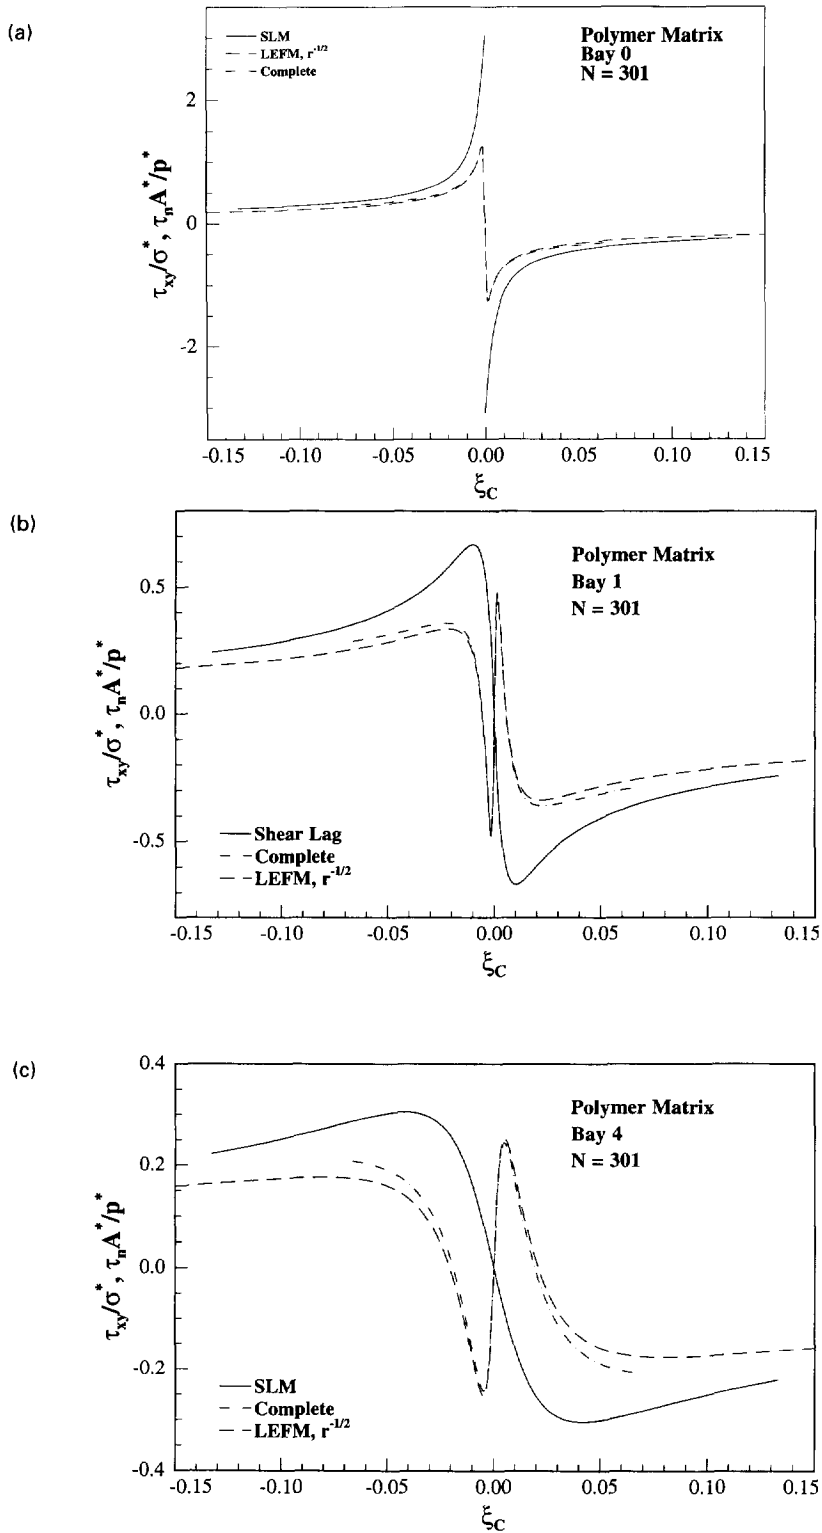 (a)
SLM
LEFM, r^-1/2
Complete
Polymer Matrix
Bay 0
N = 301
τxy/σ*, τnA*/p*
2
0
-2
-0.15 -0.10 -0.05 0.00 0.05 0.10 0.15
ξC
(b)
Polymer Matrix
Bay 1
N = 301
τxy/σ*, τnA*/p*
0.5
0.0
-0.5
Shear Lag
Complete
LEFM, r^-1/2
-0.15 -0.10 -0.05 0.00 0.05 0.10 0.15
ξC
(c)
Polymer Matrix
Bay 4
N = 301
τxy/σ*, τnA*/p*
0.4
0.2
0.0
-0.2
-0.4
SLM
Complete
LEFM, r^-1/2
-0.15 -0.10 -0.05 0.00 0.05 0.10 0.15
ξC